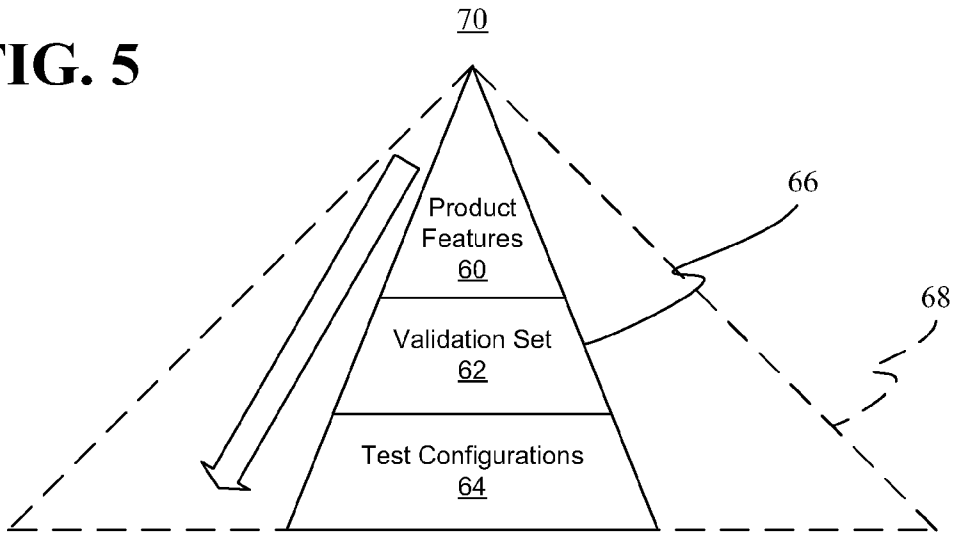 70
FIG. 5
66
Product
Features
60
68
Validation Set
62
Test Configurations
64